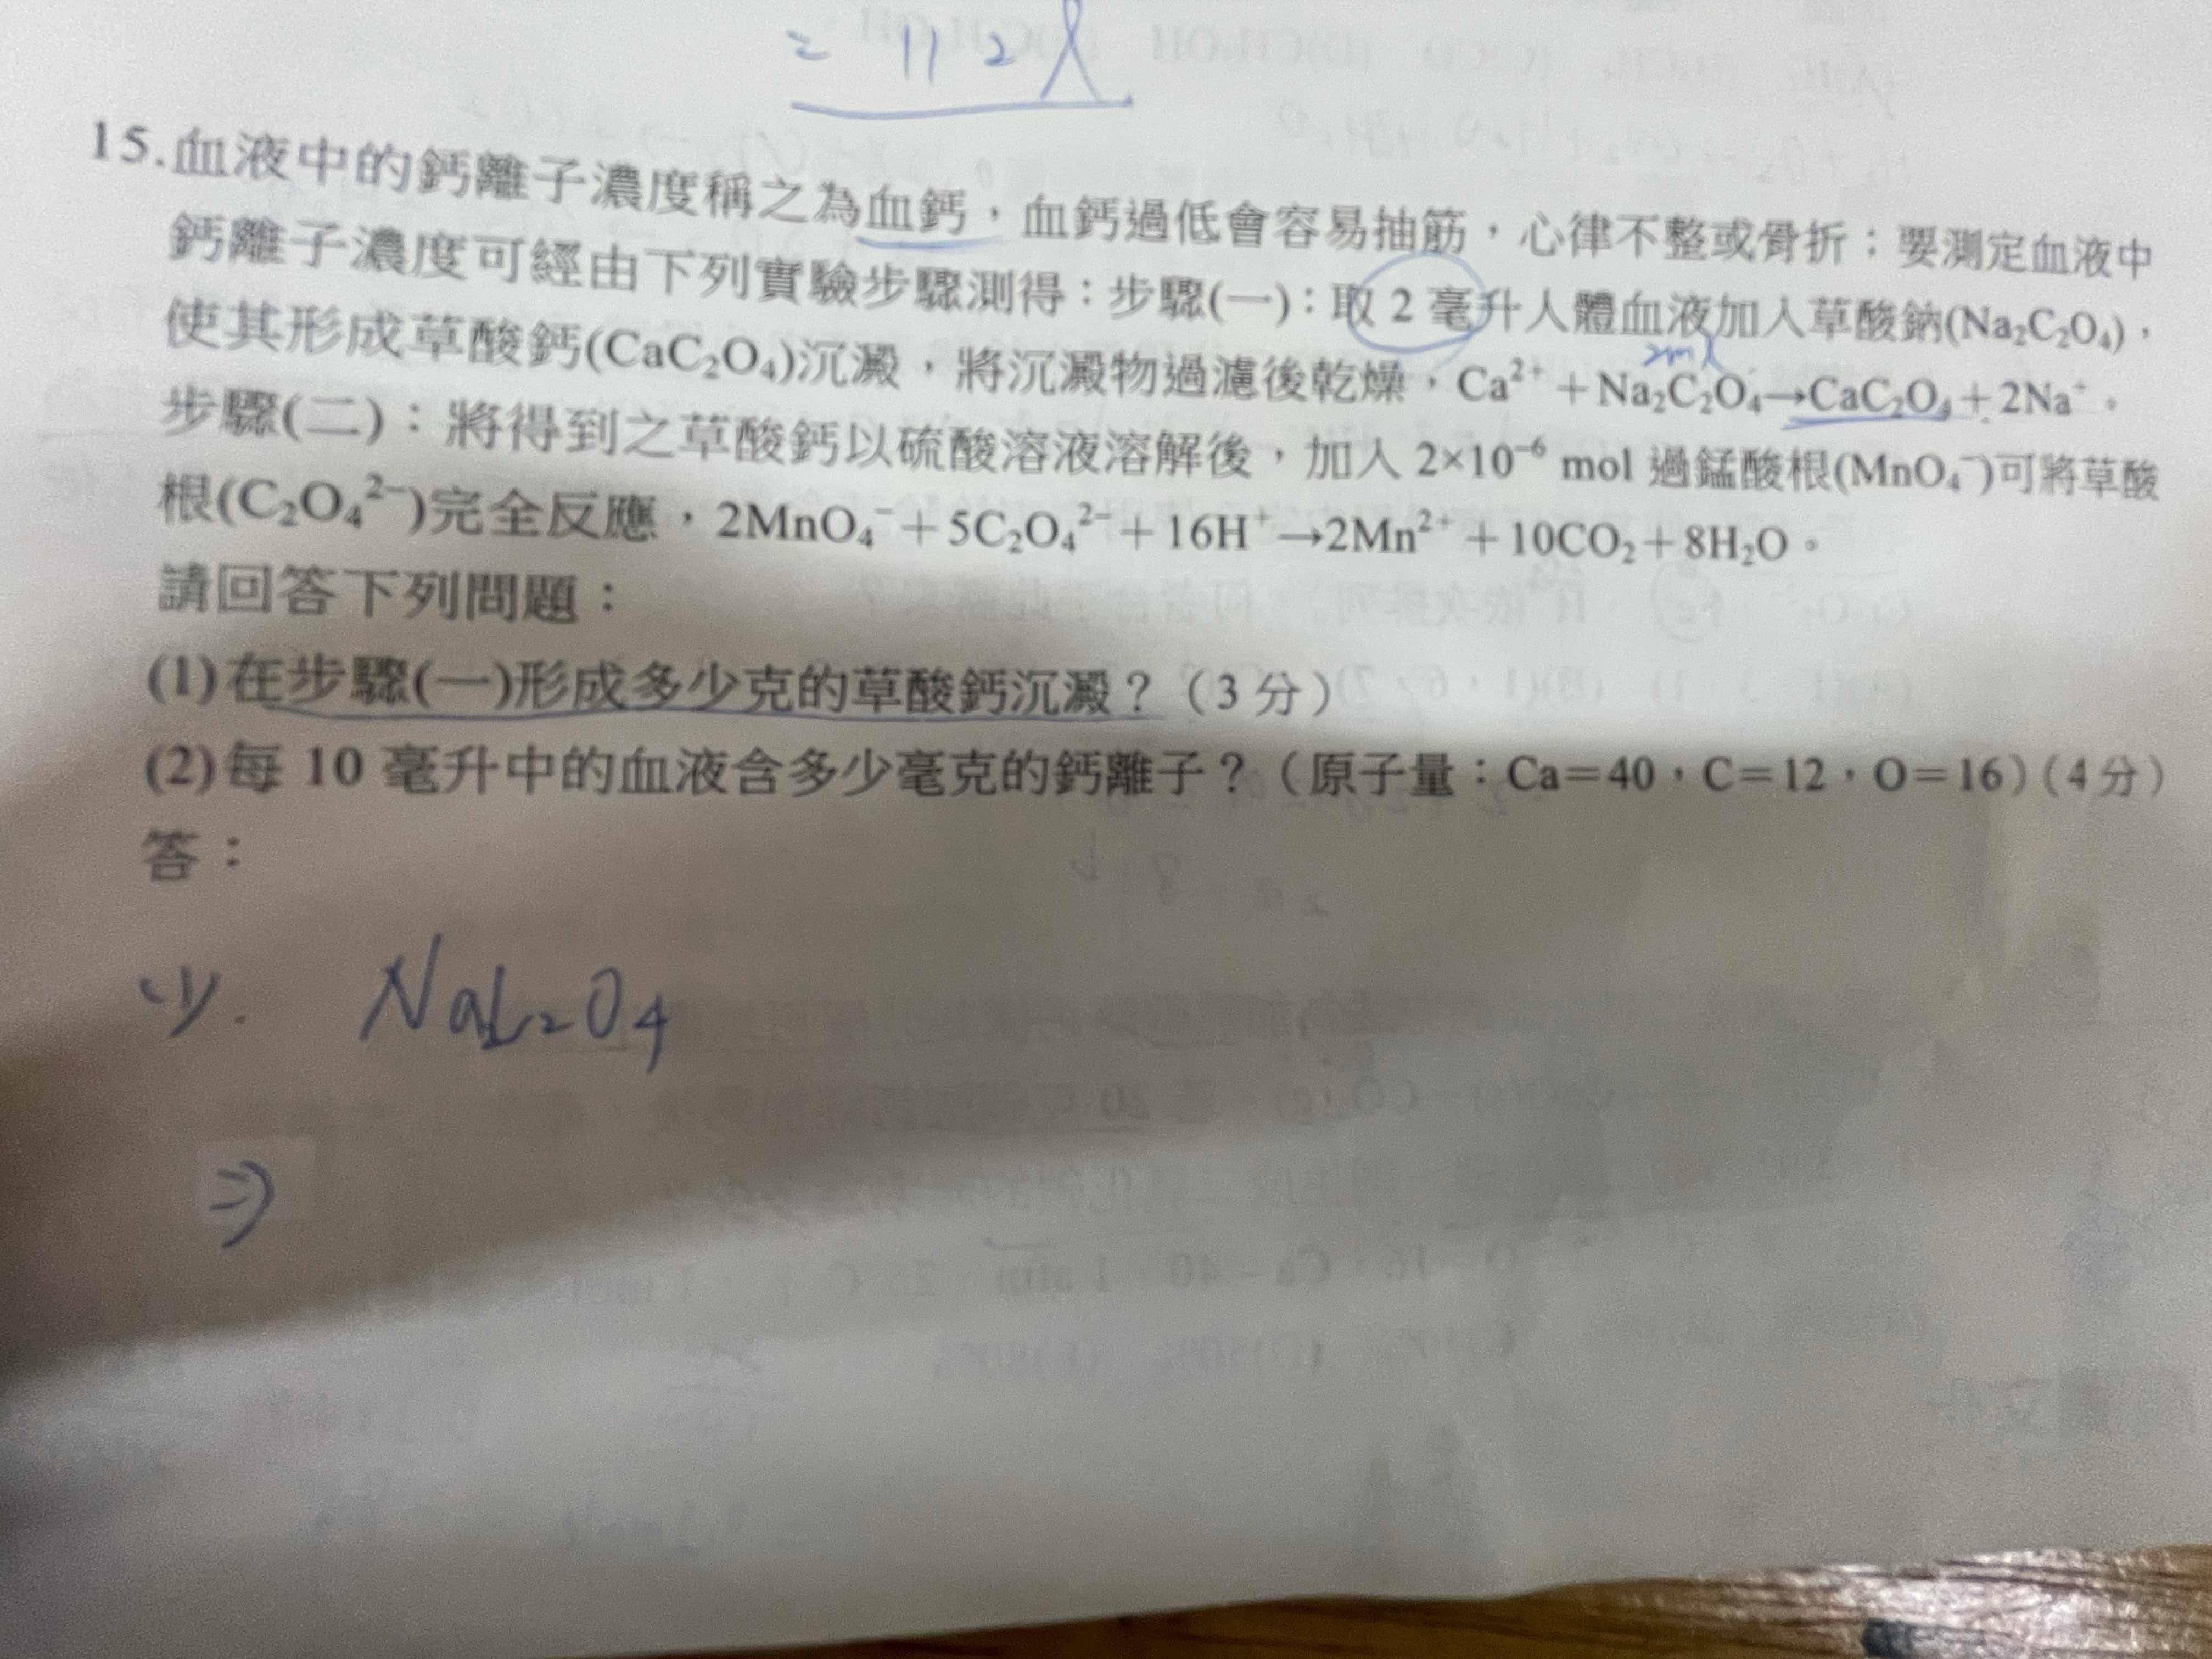 = 11.2 l
15.血液中的鈣離子濃度稱之為血鈣，血鈣過低會容易抽筋，心律不整或骨折；要測定血液中
鈣離子濃度可經由下列實驗步驟測得：步驟(一)：取 2 毫升人體血液加入草酸鈉(Na₂C₂O₄)，
2ml
使其形成草酸鈣(CaC₂O₄)沉澱，將沉澱物過濾後乾燥，Ca²⁺＋Na₂C₂O₄→CaC₂O₄＋2Na⁺。
步驟(二)：將得到之草酸鈣以硫酸溶液溶解後，加入 2×10⁻⁶ mol 過錳酸根(MnO₄⁻)可將草酸
根(C₂O₄²⁻)完全反應，2MnO₄⁻＋5C₂O₄²⁻＋16H⁺→2Mn²⁺＋10CO₂＋8H₂O。
請回答下列問題：
(1)在步驟(一)形成多少克的草酸鈣沉澱？（3 分）
(2)每 10 毫升中的血液含多少毫克的鈣離子？（原子量：Ca＝40，C＝12，O＝16）（4 分）
答：
(1).